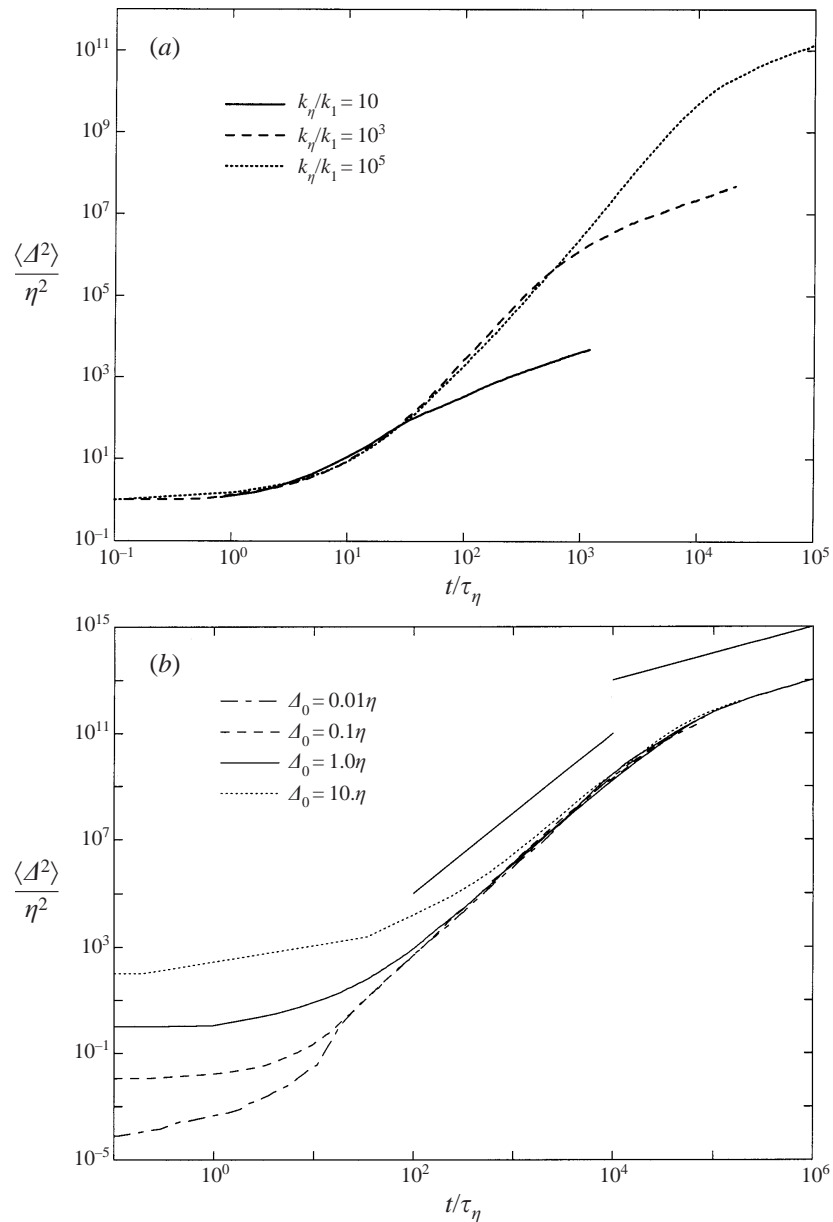 (a)
k_η/k_1 = 10
k_η/k_1 = 10^3
k_η/k_1 = 10^5
⟨Δ^2⟩
η^2
10^11
10^9
10^7
10^5
10^3
10^1
10^−1
10^−1 10^0 10^1 10^2 10^3 10^4 10^5
t/τ_η
(b)
Δ_0 = 0.01η
Δ_0 = 0.1η
Δ_0 = 1.0η
Δ_0 = 10.η
⟨Δ^2⟩
η^2
10^15
10^11
10^7
10^3
10^−1
10^−5
10^0 10^2 10^4 10^6
t/τ_η